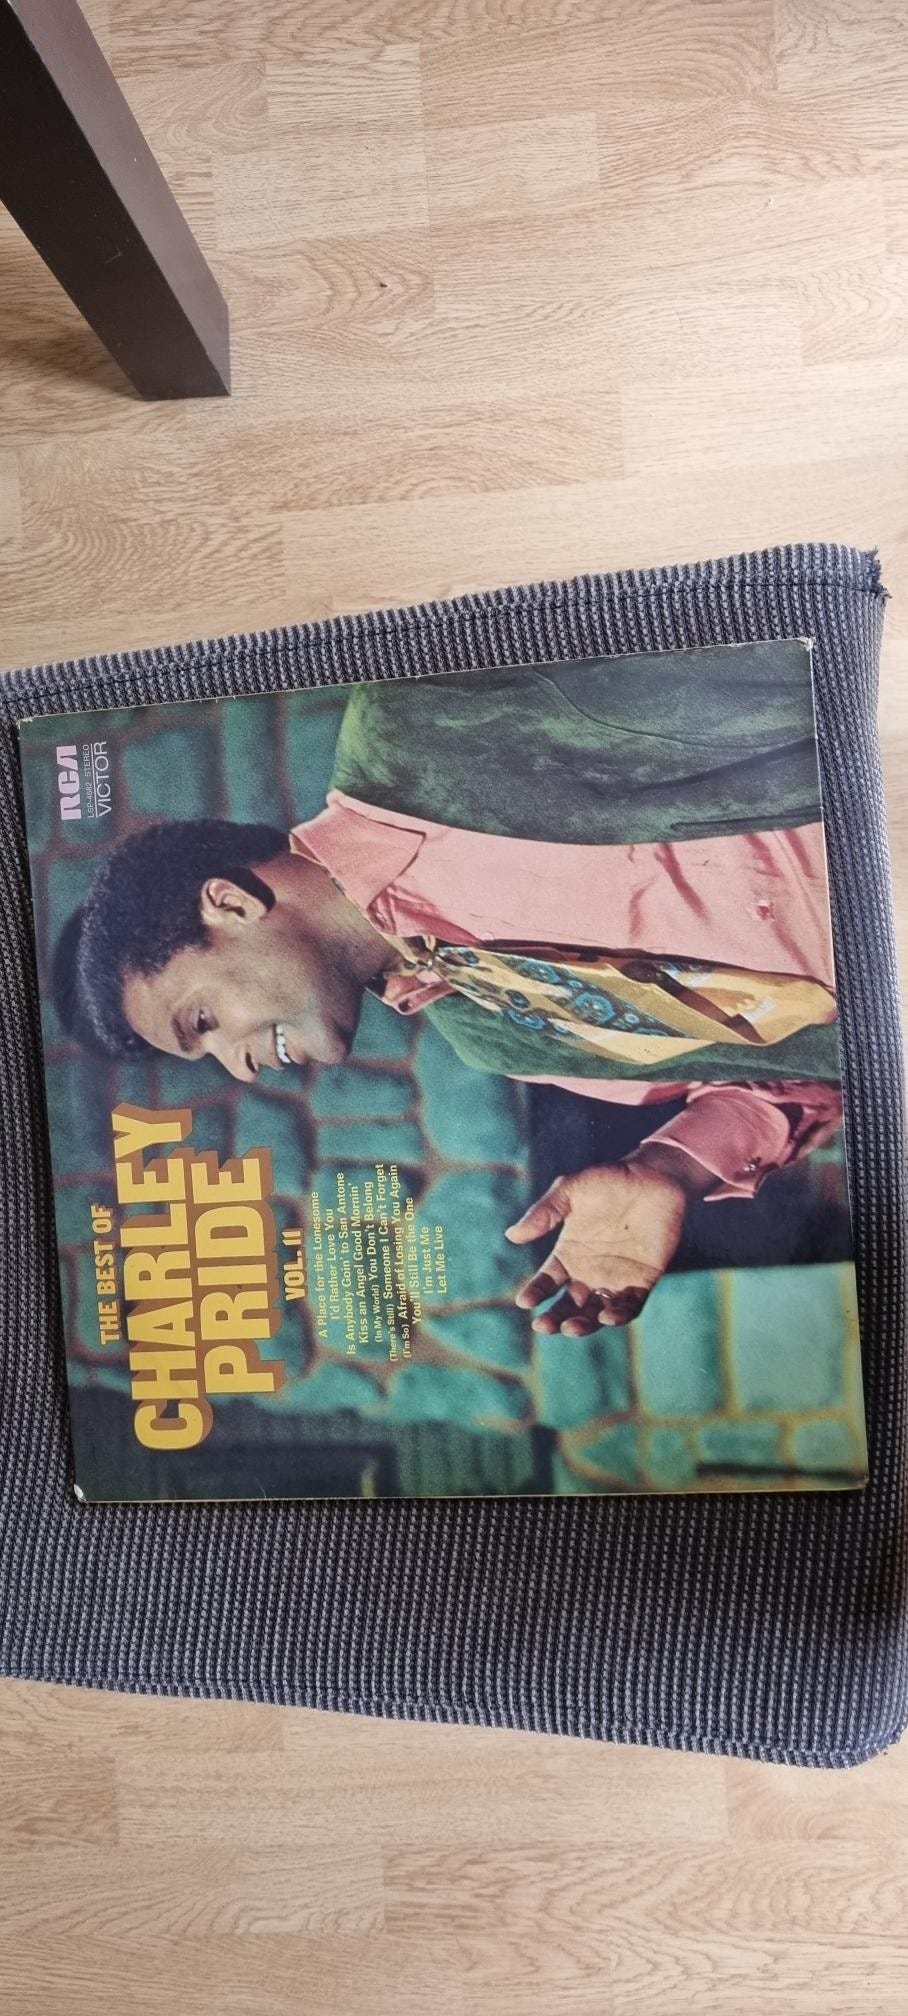 THE BEST OF
CHARLEY
PRIDE
VOL. II
A Place for the Lonesome
I'd Rather Love You
Is Anybody Goin' to San Antone
Kiss an Angel Good Mornin'
(In My World) You Don't Belong
(There's Still) Someone I Can't Forget
(I'm So) Afraid of Losing You Again
You'll Still Be the One
I'm Just Me
Let Me Live
RCA
LSP-4682 STEREO
VICTOR